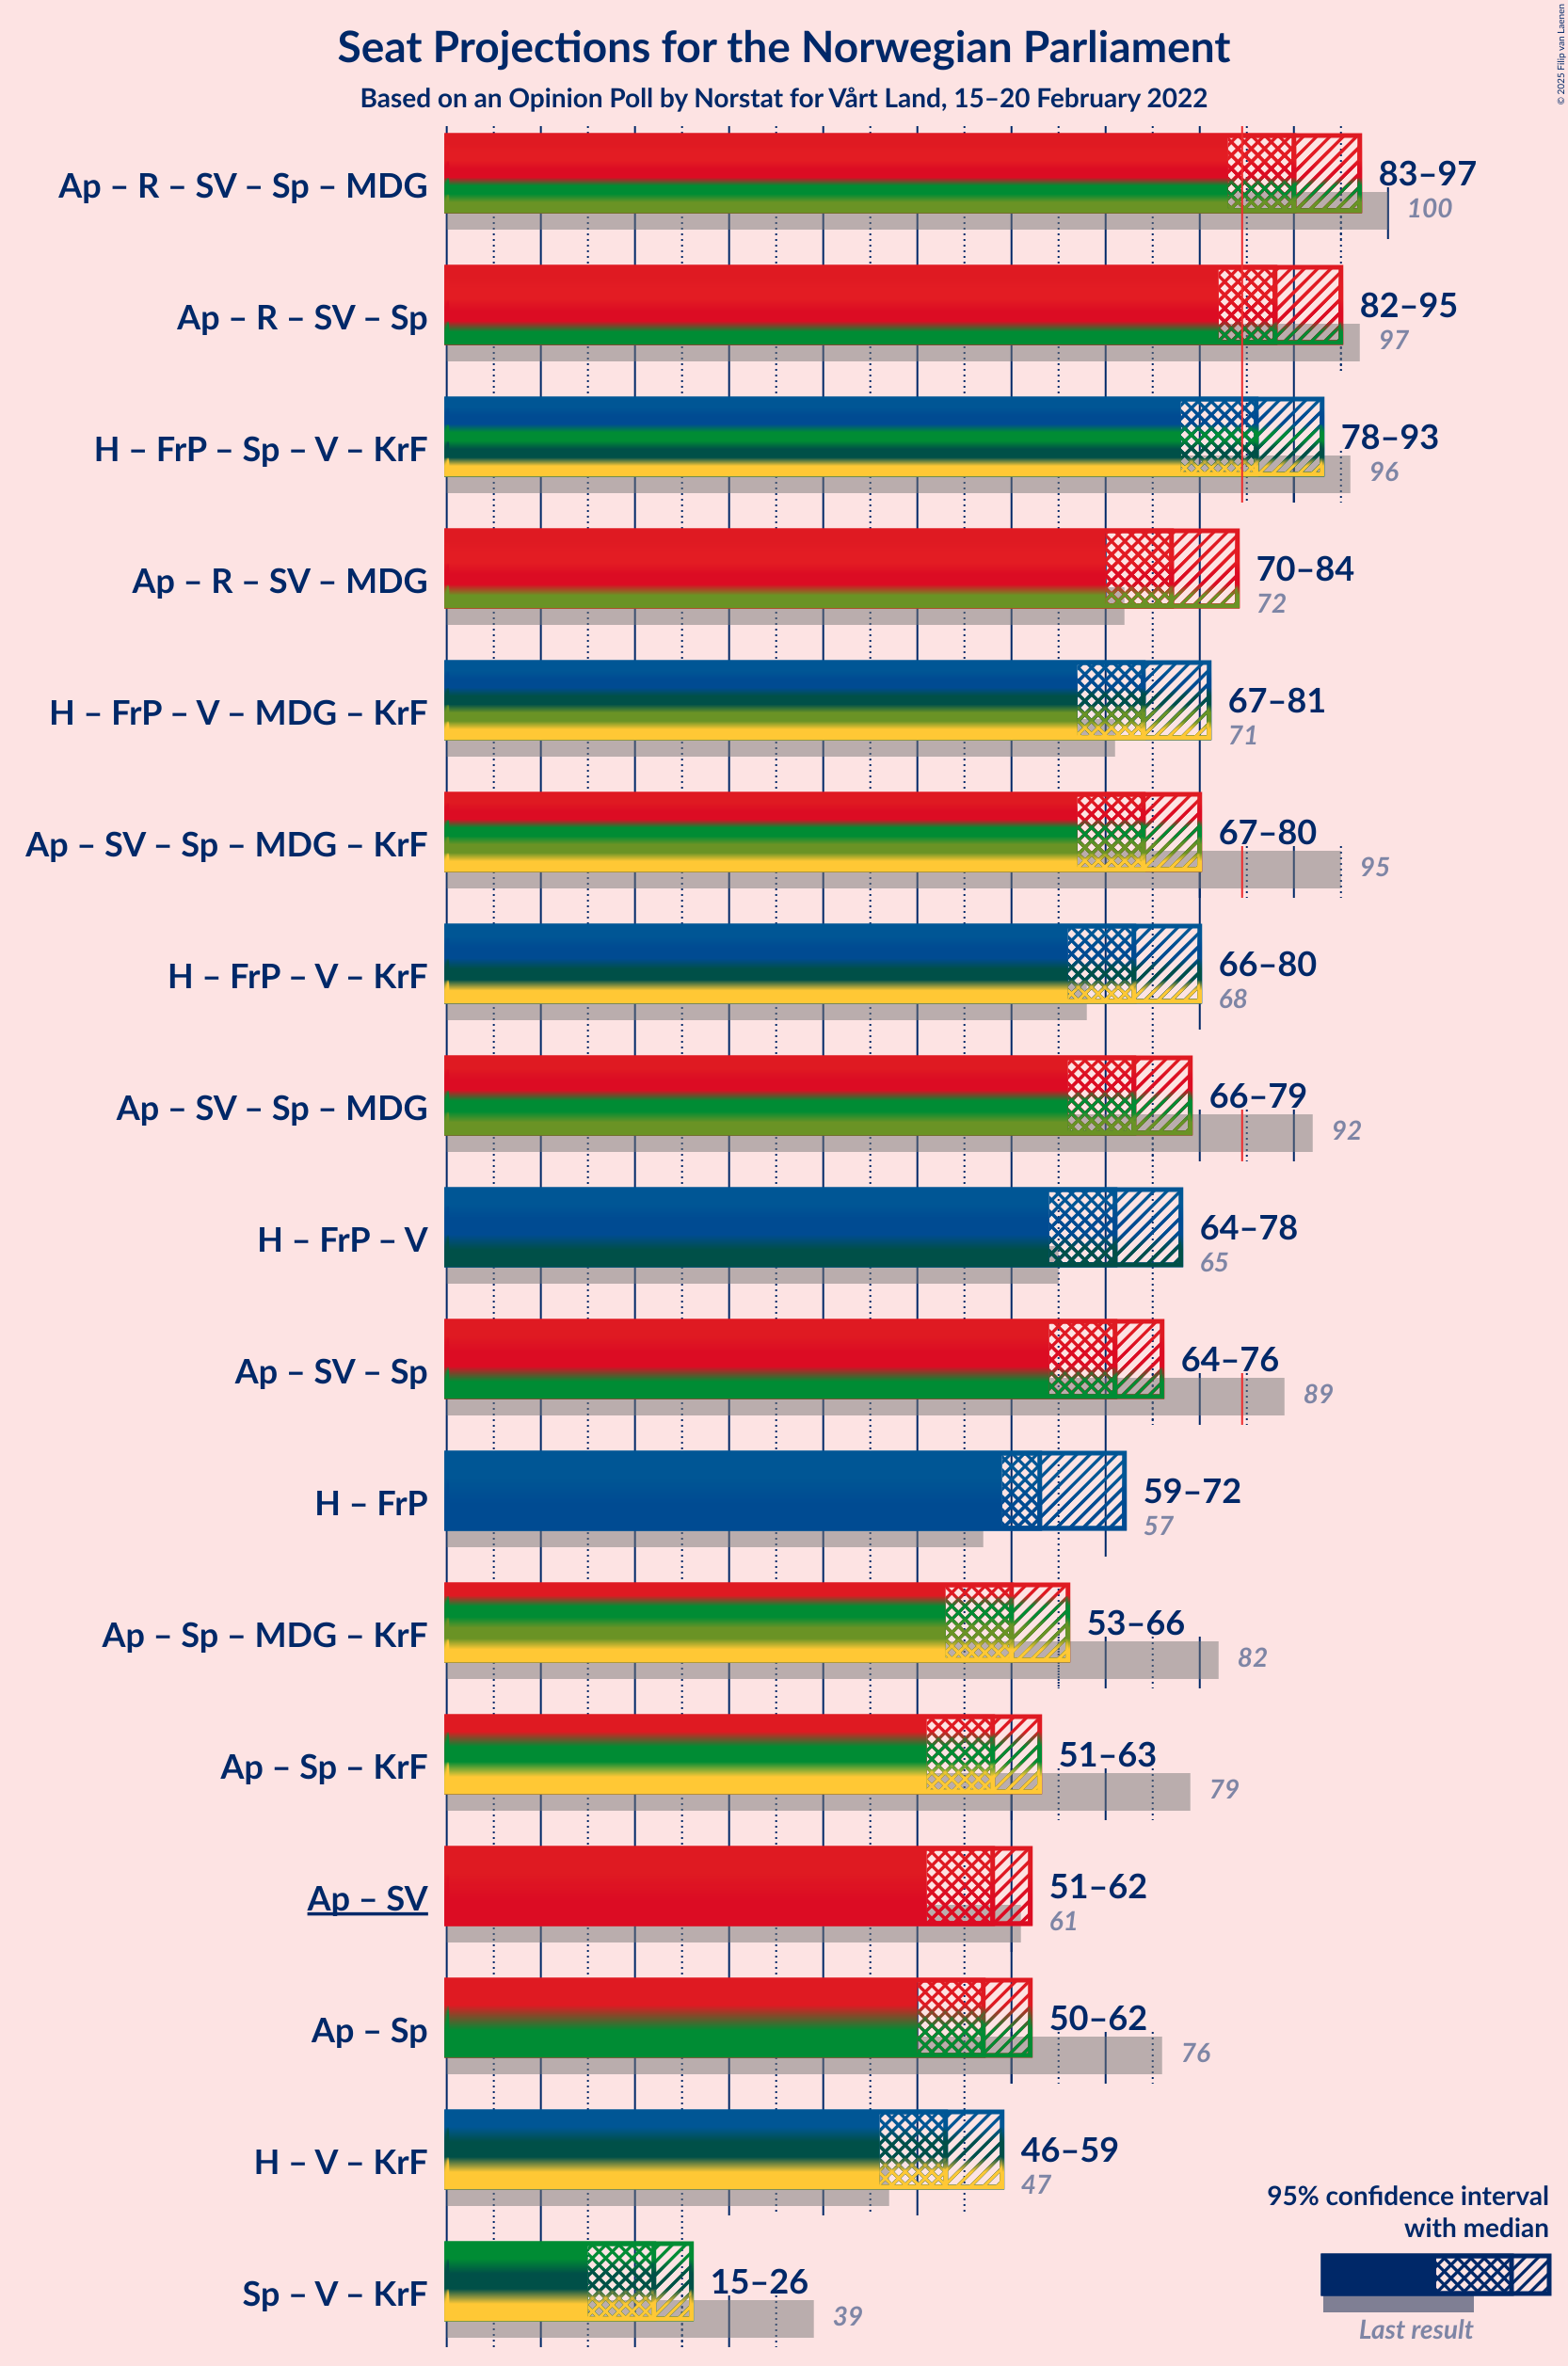 Seat Projections for the Norwegian Parliament
Based on an Opinion Poll by Norstat for Vårt Land, 15–20 February 2022
© 2025 Filip van Laenen
Ap – R – SV – Sp – MDG
83–97
100
Ap – R – SV – Sp
82–95
97
H – FrP – Sp – V – KrF
78–93
96
Ap – R – SV – MDG
70–84
72
H – FrP – V – MDG – KrF
67–81
71
Ap – SV – Sp – MDG – KrF
67–80
95
H – FrP – V – KrF
66–80
68
Ap – SV – Sp – MDG
66–79
92
H – FrP – V
64–78
65
Ap – SV – Sp
64–76
89
H – FrP
59–72
57
Ap – Sp – MDG – KrF
53–66
82
Ap – Sp – KrF
51–63
79
Ap – SV
51–62
61
Ap – Sp
50–62
76
H – V – KrF
46–59
47
Sp – V – KrF
15–26
39
95% confidence interval
with median
Last result